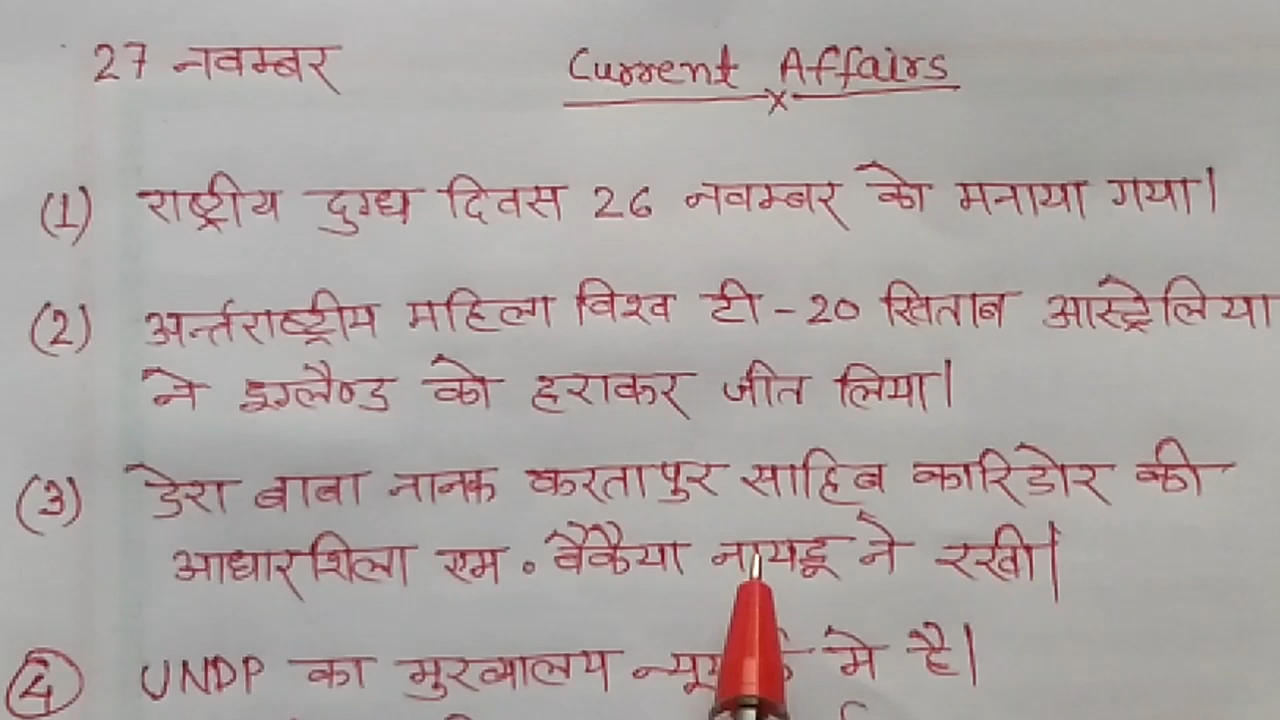 27 नवम्बर
Current Affairs
x
(1) राष्ट्रीय दुग्ध दिवस 26 नवम्बर को मनाया गया।
(2) अर्न्तराष्ट्रीय महिला विश्व टी-20 खिताब आस्ट्रेलिया
ने इग्लैण्ड को हराकर जीत लिया।
(3) डेरा बाबा नानक करतापुर साहिब कारिडोर की
आधारशिला एम. वैंकैया नायडू ने रखी।
(4) UNDP का मुख्यालय में है।